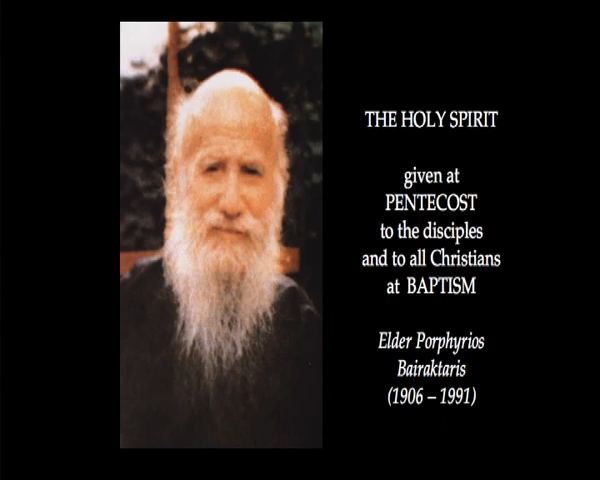 THE HOLY SPIRIT
given at
PENTECOST
to the disciples
and to all Christians
at BAPTISM
Elder Porphyrios
Bairaktaris
(1906 – 1991)